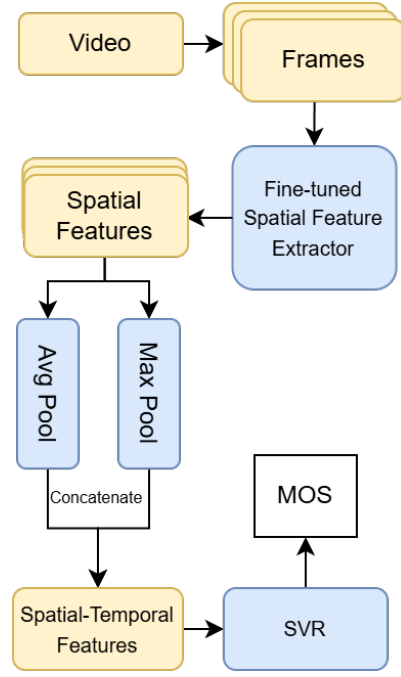 Video
Frames
Fine-tuned
Spatial Feature
Extractor
Spatial
Features
Avg Pool
Max Pool
Concatenate
MOS
Spatial-Temporal
Features
SVR